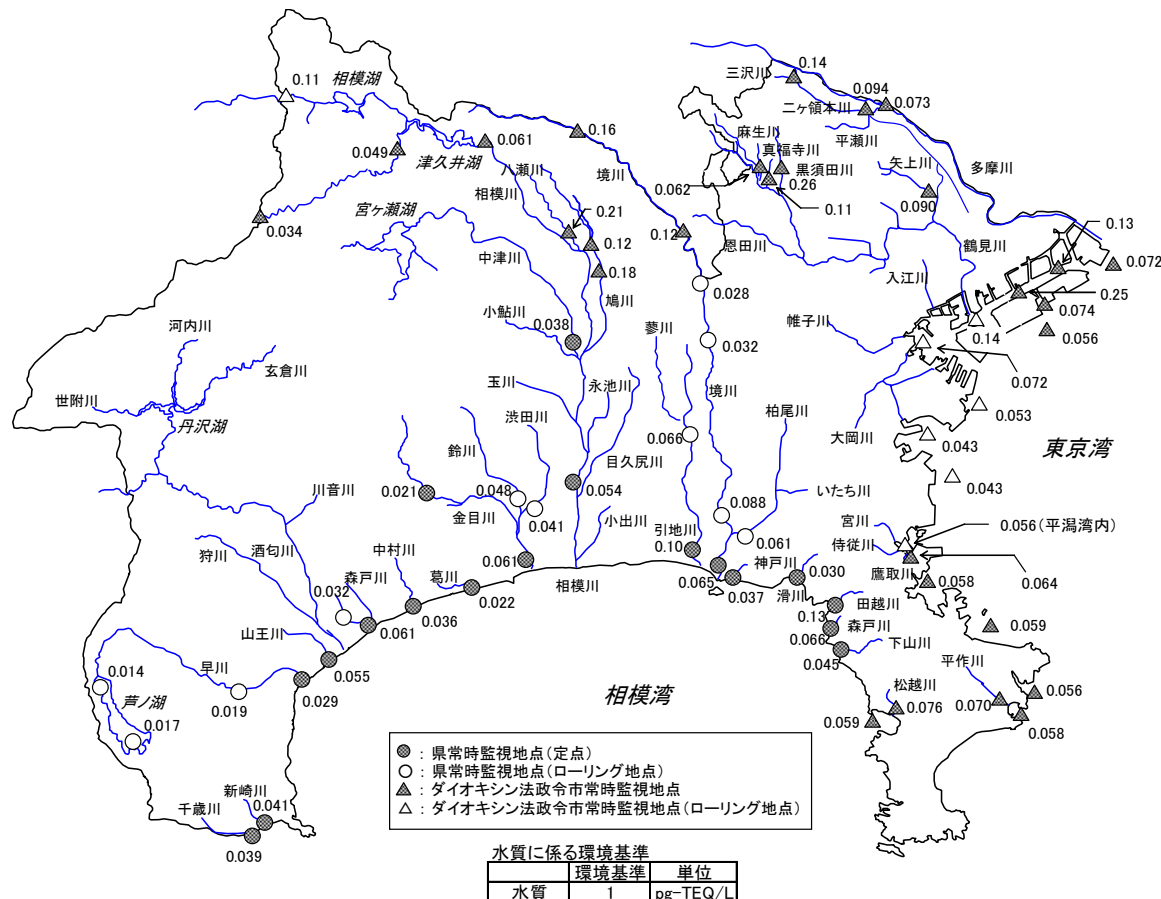 0.11
相模湖
0.049
津久井湖
0.061
0.034
0.16
八瀬川
相模川
境川
宮ヶ瀬湖
中津川
0.21
0.12
0.18
鳩川
小鮎川
0.038
0.12
0.028
0.032
三沢川
0.14
0.094
0.073
二ヶ領本川
平瀬川
麻生川
真福寺川
黒須田川
0.062
0.26
0.11
矢上川
0.090
多摩川
恩田川
鶴見川
入江川
0.13
0.072
0.25
0.074
0.056
0.14
帷子川
0.072
0.053
大岡川
0.043
0.043
東京湾
河内川
玄倉川
世附川
丹沢湖
玉川
永池川
蓼川
境川
柏尾川
渋田川
鈴川
目久尻川
0.066
0.021
0.048
0.041
0.054
金目川
小出川
0.088
いたち川
引地川
0.10
0.061
宮川
侍従川
0.056(平潟湾内)
0.064
鷹取川
0.058
川音川
酒匂川
狩川
中村川
森戸川
葛川
0.061
相模川
0.065
神戸川
0.037
滑川
0.030
0.032
0.022
0.036
0.061
田越川
0.13
森戸川
0.066
下山川
0.045
0.059
山王川
0.055
早川
0.014
0.019
0.029
芦ノ湖
0.017
相模湾
平作川
0.056
松越川
0.076
0.070
0.059
0.058
新崎川
0.041
千歳川
0.039
: 県常時監視地点(定点)
: 県常時監視地点(ローリング地点)
: ダイオキシン法政令市常時監視地点
: ダイオキシン法政令市常時監視地点(ローリング地点)
水質に係る環境基準
環境基準 単位
水質 1 pg-TEQ/L